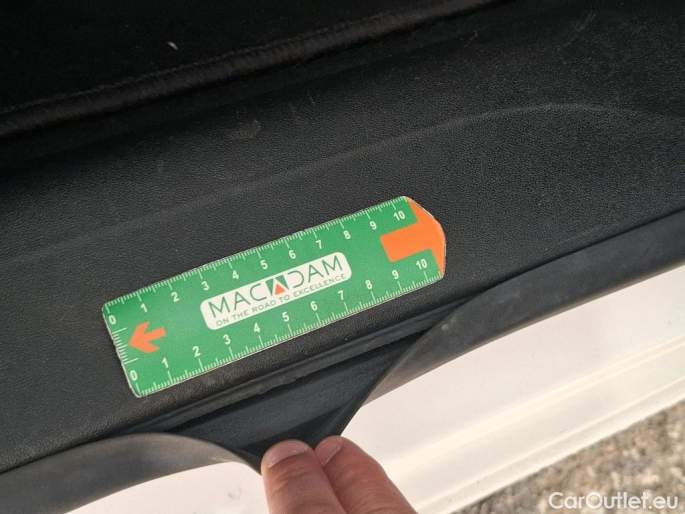 0 1 2 3 4 5 6 7 8 9 10
MACADAM
ON THE ROAD TO EXCELLENCE
0 1 2 3 4 5 6 7 8 9 10
CarOutlet.eu